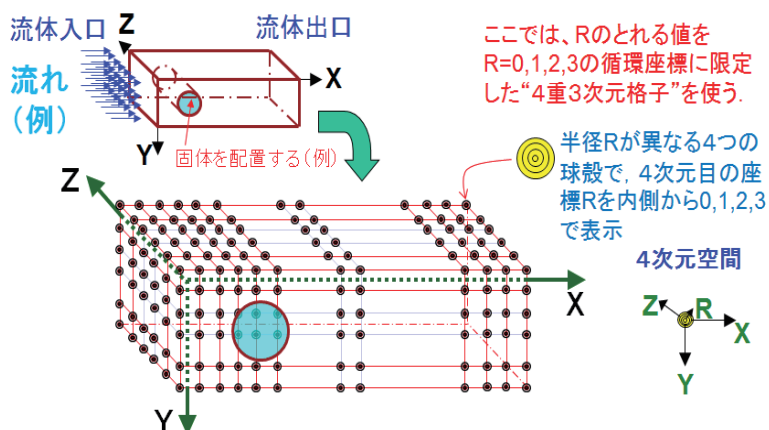 流体入口
流体出口
Z
X
流れ
(例)
Y
固体を配置する(例)
ここでは、Rのとれる値を
R=0,1,2,3の循環座標に限定
した“4重3次元格子”を使う.
半径Rが異なる4つの
球殻で, 4次元目の座
標Rを内側から0,1,2,3
で表示
4次元空間
Z
X
Y
Z
R
X
Y